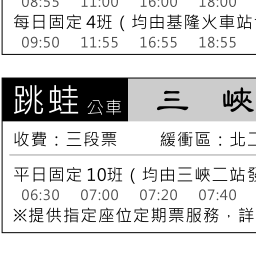 08:55 11:00 16:00 18:00
每日固定 4班（均由基隆火車站
09:50 11:55 16:55 18:55
跳蛙公車 三 峽
收費：三段票 緩衝區：北二
平日固定 10班（均由三峽二站發
06:30 07:00 07:20 07:40
※提供指定座位定期票服務，詳